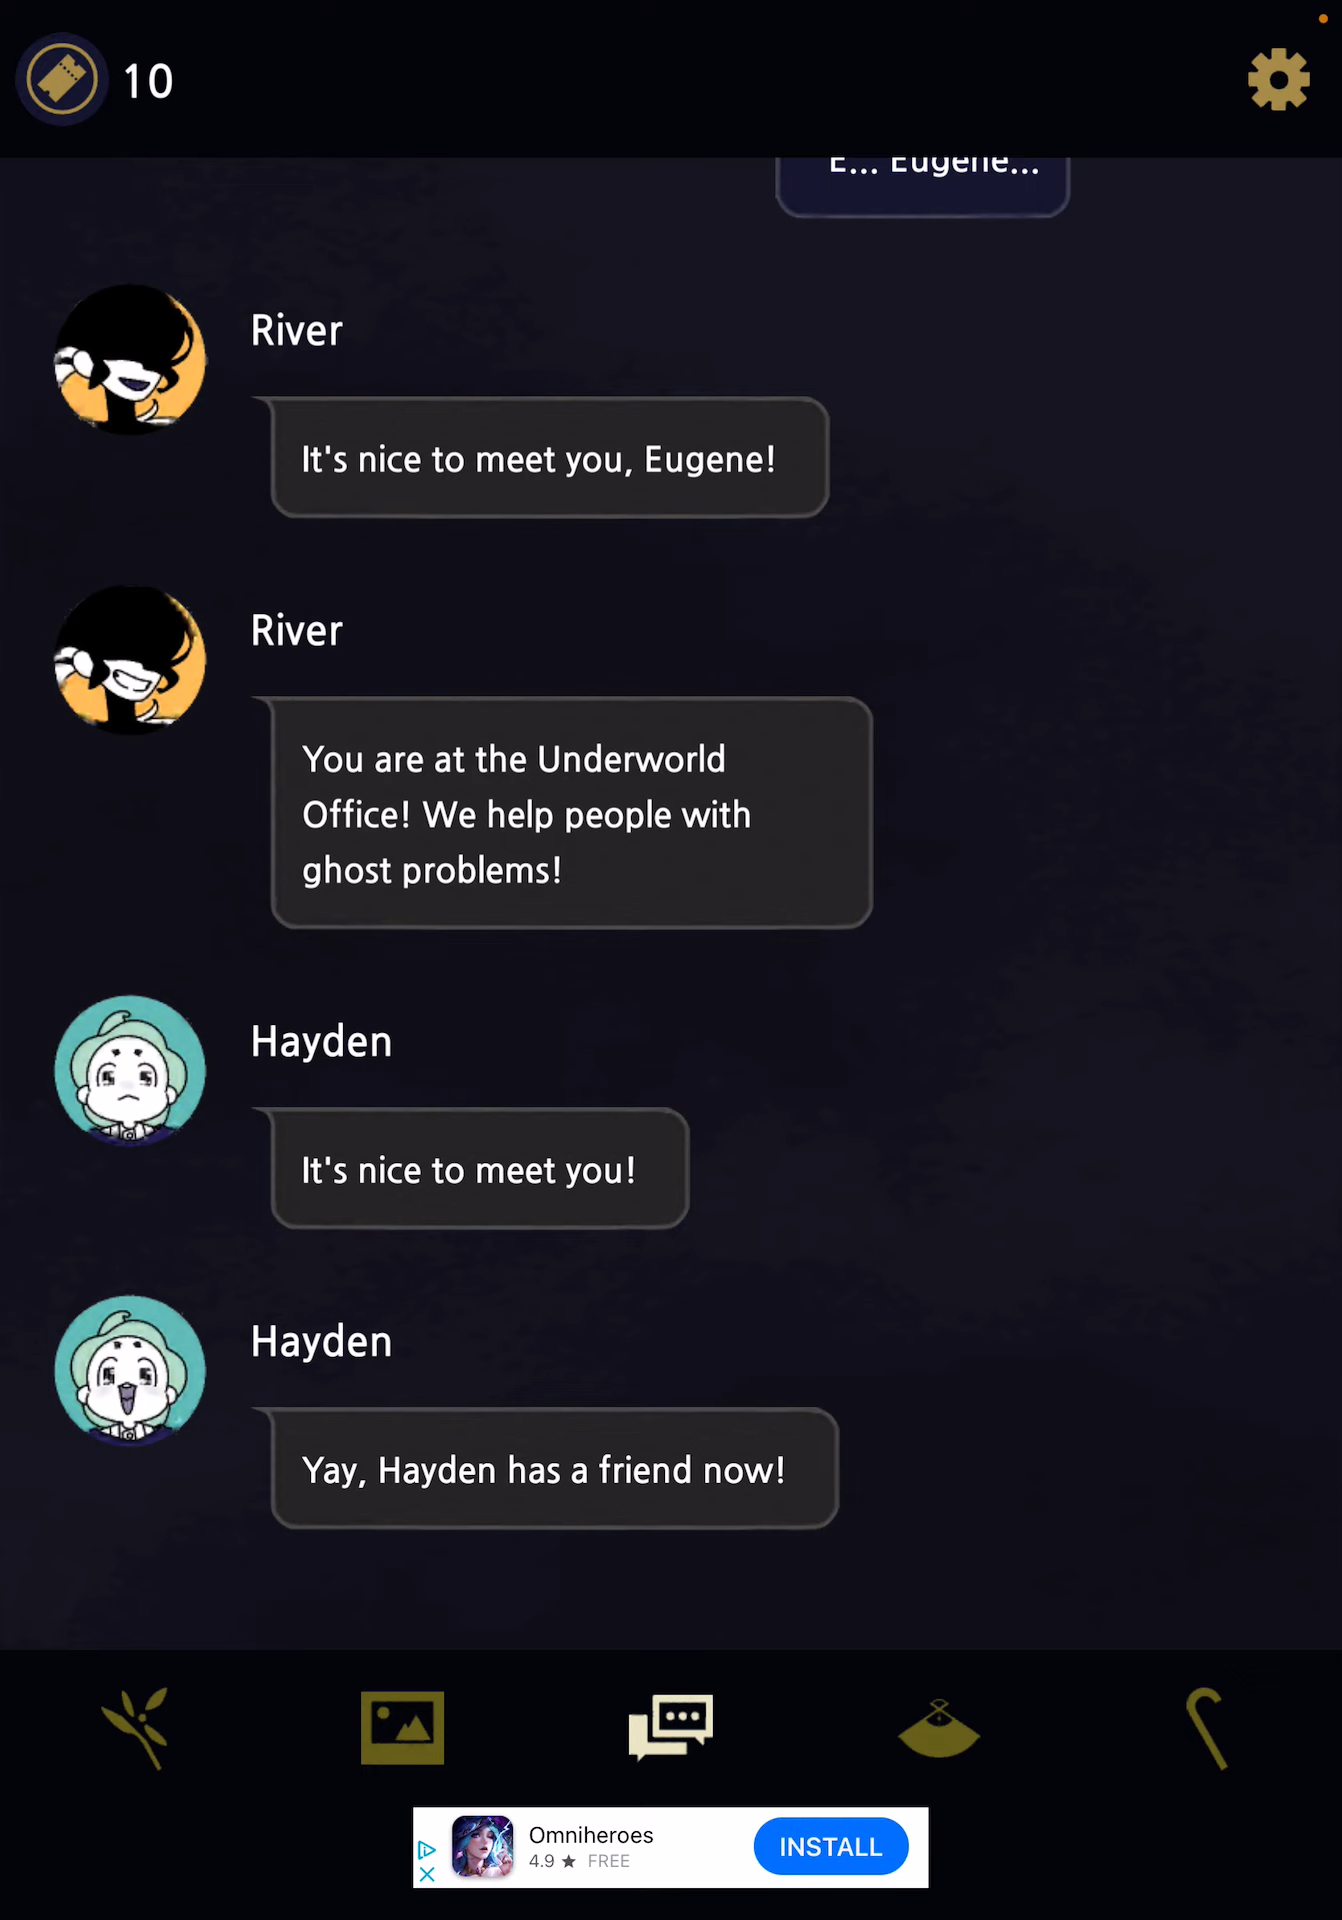 10
E... Eugene...
River
It's nice to meet you, Eugene!
River
You are at the Underworld
Office! We help people with
ghost problems!
Hayden
It's nice to meet you!
Hayden
Yay, Hayden has a friend now!
Omniheroes
4.9 ★ FREE
INSTALL